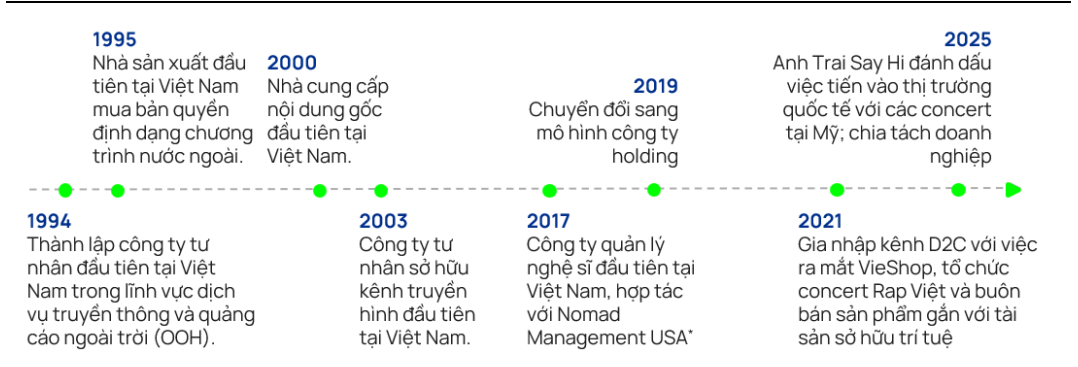 1995
Nhà sản xuất đầu
tiên tại Việt Nam
mua bản quyền
định dạng chương
trình nước ngoài.
2000
Nhà cung cấp
nội dung gốc
đầu tiên tại
Việt Nam.
2019
Chuyển đổi sang
mô hình công ty
holding
2025
Anh Trai Say Hi đánh dấu
việc tiến vào thị trường
quốc tế với các concert
tại Mỹ; chia tách doanh
nghiệp
1994
Thành lập công ty tư
nhân đầu tiên tại Việt
Nam trong lĩnh vực dịch
vụ truyền thông và quảng
cáo ngoài trời (OOH).
2003
Công ty tư
nhân sở hữu
kênh truyền
hình đầu tiên
tại Việt Nam.
2017
Công ty quản lý
nghệ sĩ đầu tiên tại
Việt Nam, hợp tác
với Nomad
Management USA*
2021
Gia nhập kênh D2C với việc
ra mắt VieShop, tổ chức
concert Rap Việt và buôn
bán sản phẩm gắn với tài
sản sở hữu trí tuệ